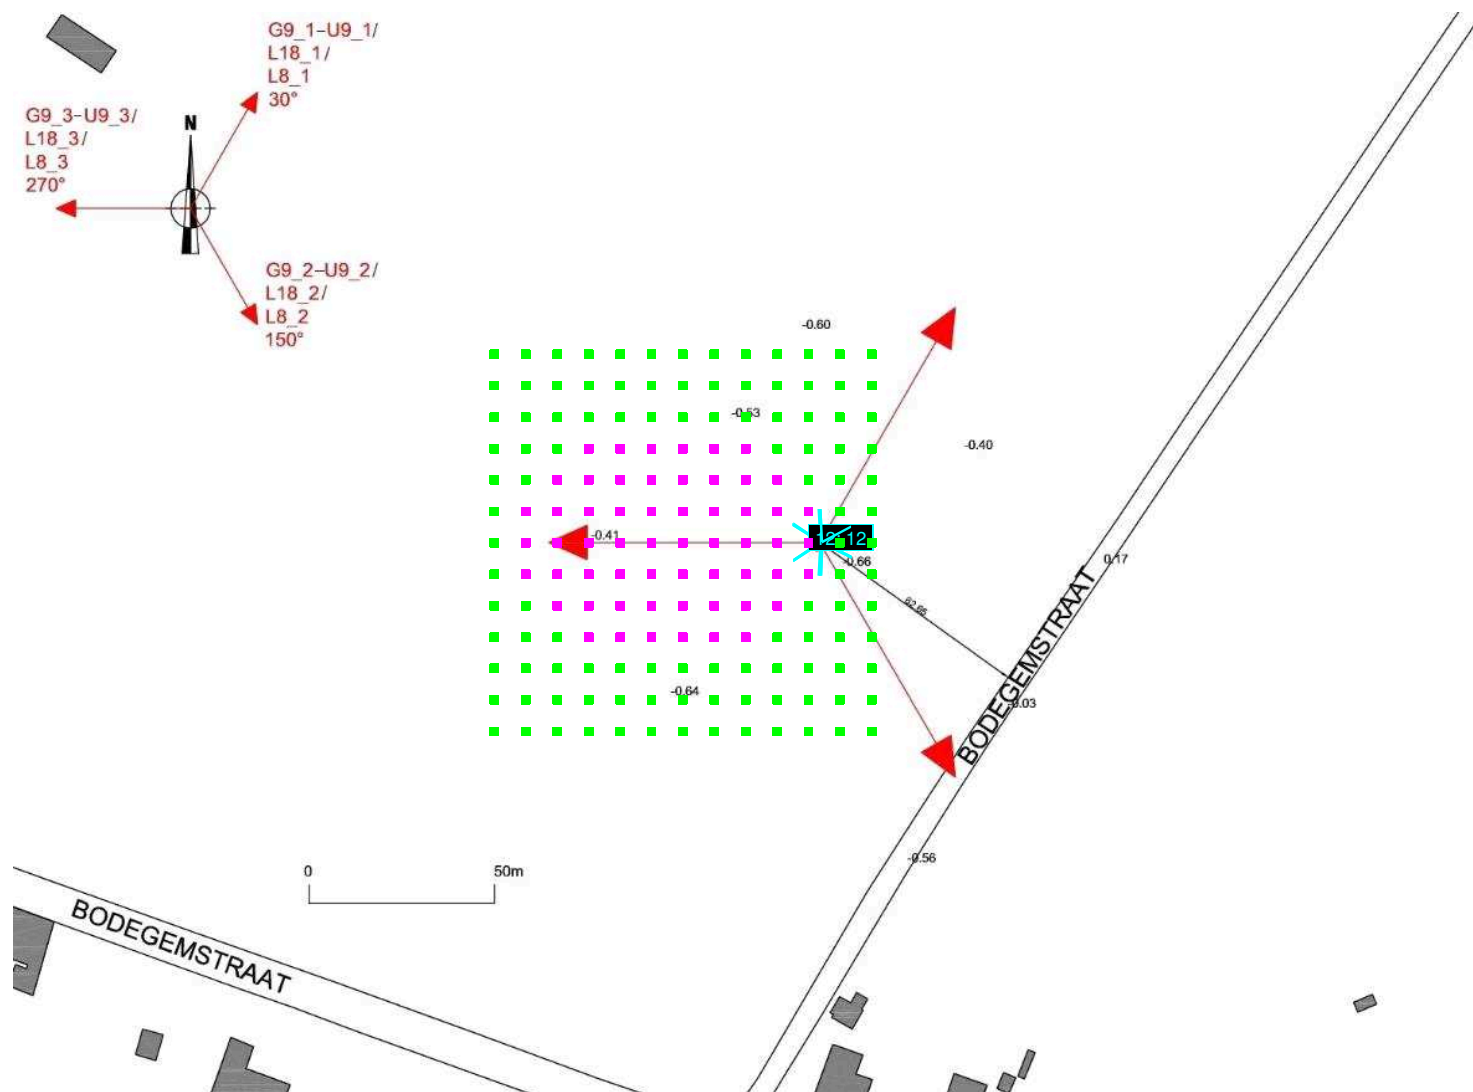 G9_1-U9_1/
L18_1/
L8_1
30°
G9_3-U9_3/
L18_3/
L8_3
270°
N
G9_2-U9_2/
L18_2/
L8_2
150°
-0.60
-0.53
-0.40
-0.41
12
-0.66
0.17
62.65
BODEGEMSTRAAT
-0.64
-0.03
-0.56
0 50m
BODEGEMSTRAAT